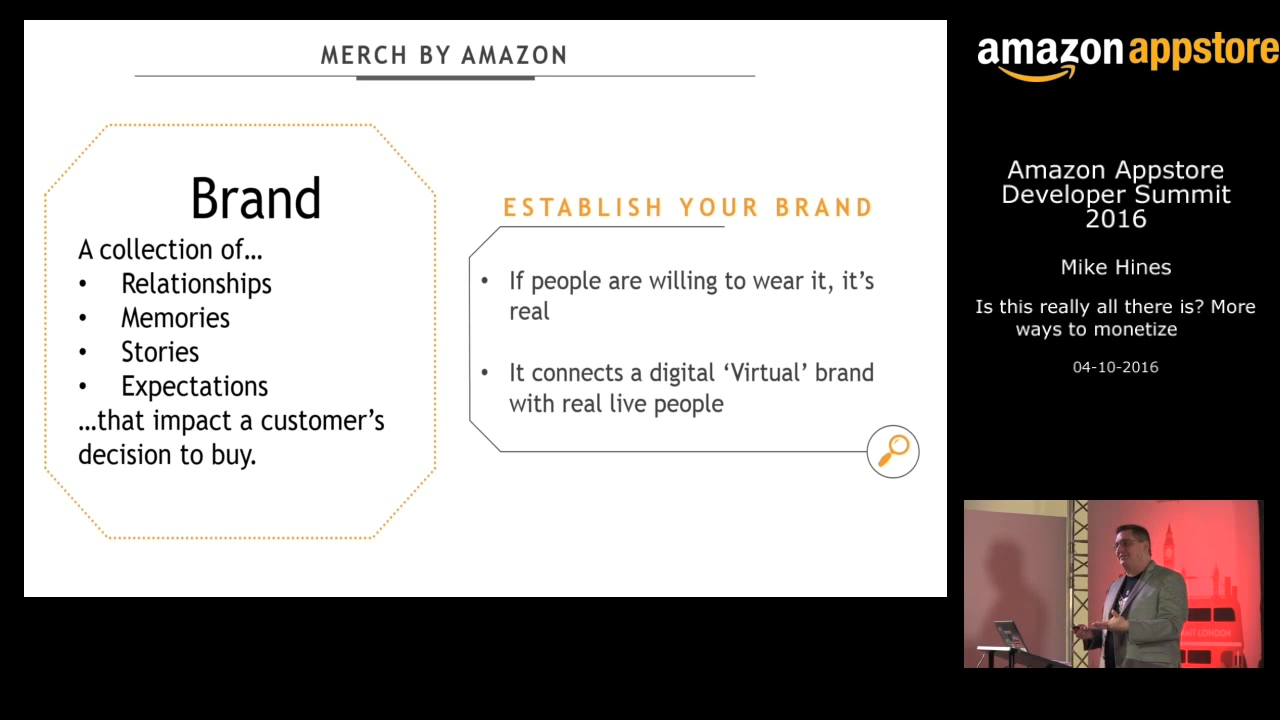 MERCH BY AMAZON
Brand
A collection of…
• Relationships
• Memories
• Stories
• Expectations
…that impact a customer’s
decision to buy.
ESTABLISH YOUR BRAND
• If people are willing to wear it, it’s
real
• It connects a digital ‘Virtual’ brand
with real live people
amazon appstore
Amazon Appstore
Developer Summit
2016
Mike Hines
Is this really all there is? More
ways to monetize
04-10-2016
LONDON